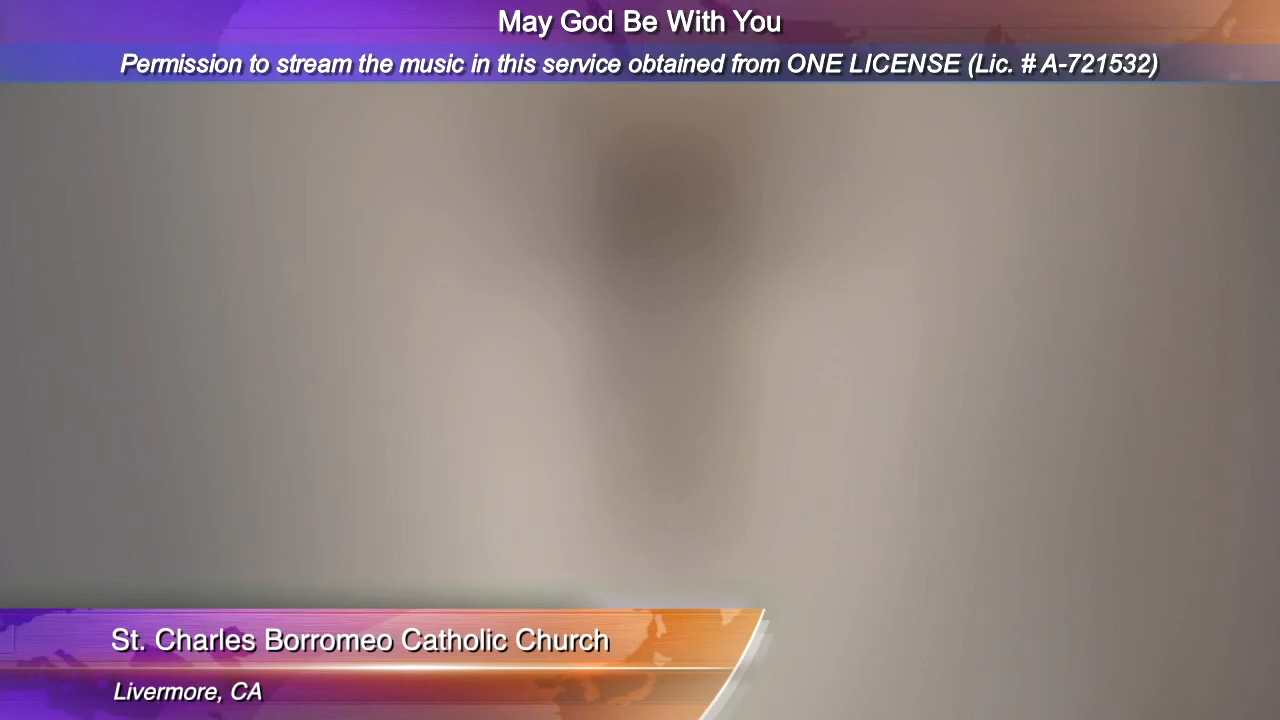 May God Be With You
Permission to stream the music in this service obtained from ONE LICENSE (Lic. # A-721532)
St. Charles Borromeo Catholic Church
Livermore, CA